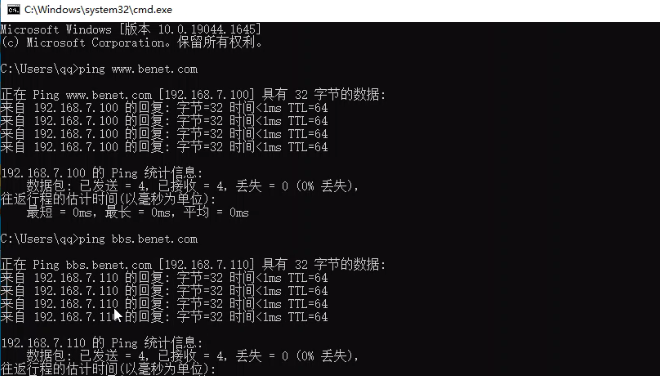 C:\Windows\system32\cmd.exe
Microsoft Windows [版本 10.0.19044.1645]
(c) Microsoft Corporation。保留所有权利。
C:\Users\qq>ping www.benet.com
正在 Ping www.benet.com [192.168.7.100] 具有 32 字节的数据:
来自 192.168.7.100 的回复: 字节=32 时间<1ms TTL=64
来自 192.168.7.100 的回复: 字节=32 时间<1ms TTL=64
来自 192.168.7.100 的回复: 字节=32 时间<1ms TTL=64
来自 192.168.7.100 的回复: 字节=32 时间<1ms TTL=64
192.168.7.100 的 Ping 统计信息:
数据包: 已发送 = 4，已接收 = 4，丢失 = 0 (0% 丢失)，
往返行程的估计时间(以毫秒为单位):
最短 = 0ms，最长 = 0ms，平均 = 0ms
C:\Users\qq>ping bbs.benet.com
正在 Ping bbs.benet.com [192.168.7.110] 具有 32 字节的数据:
来自 192.168.7.110 的回复: 字节=32 时间<1ms TTL=64
来自 192.168.7.110 的回复: 字节=32 时间<1ms TTL=64
来自 192.168.7.110 的回复: 字节=32 时间<1ms TTL=64
来自 192.168.7.110 的回复: 字节=32 时间<1ms TTL=64
192.168.7.110 的 Ping 统计信息:
数据包: 已发送 = 4，已接收 = 4，丢失 = 0 (0% 丢失)，
往返行程的估计时间(以毫秒为单位):